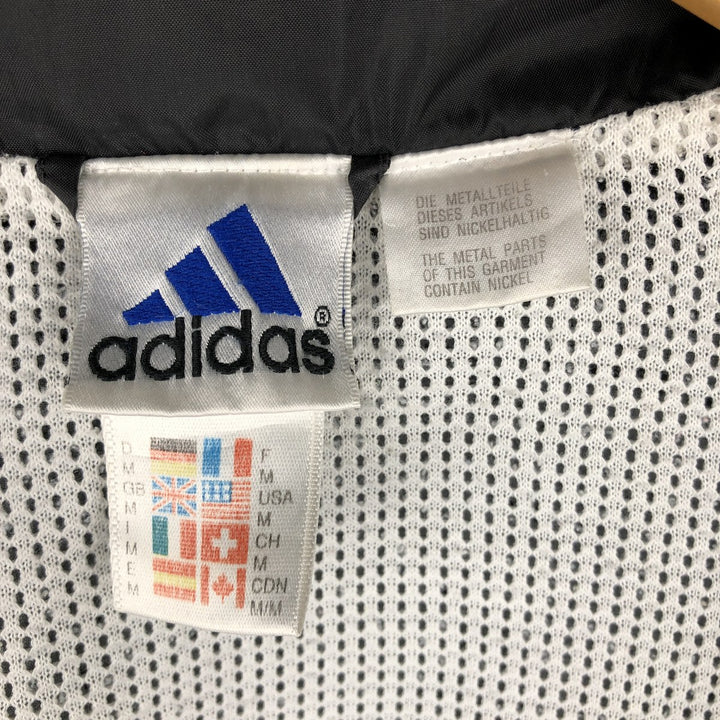 adidas®
DIE METALLTEILE
DIESES ARTIKELS
SIND NICKELHALTIG
THE METAL PARTS
OF THIS GARMENT
CONTAIN NICKEL
D F
M M
GB USA
M M
CH
M M
E CDN
M M/M